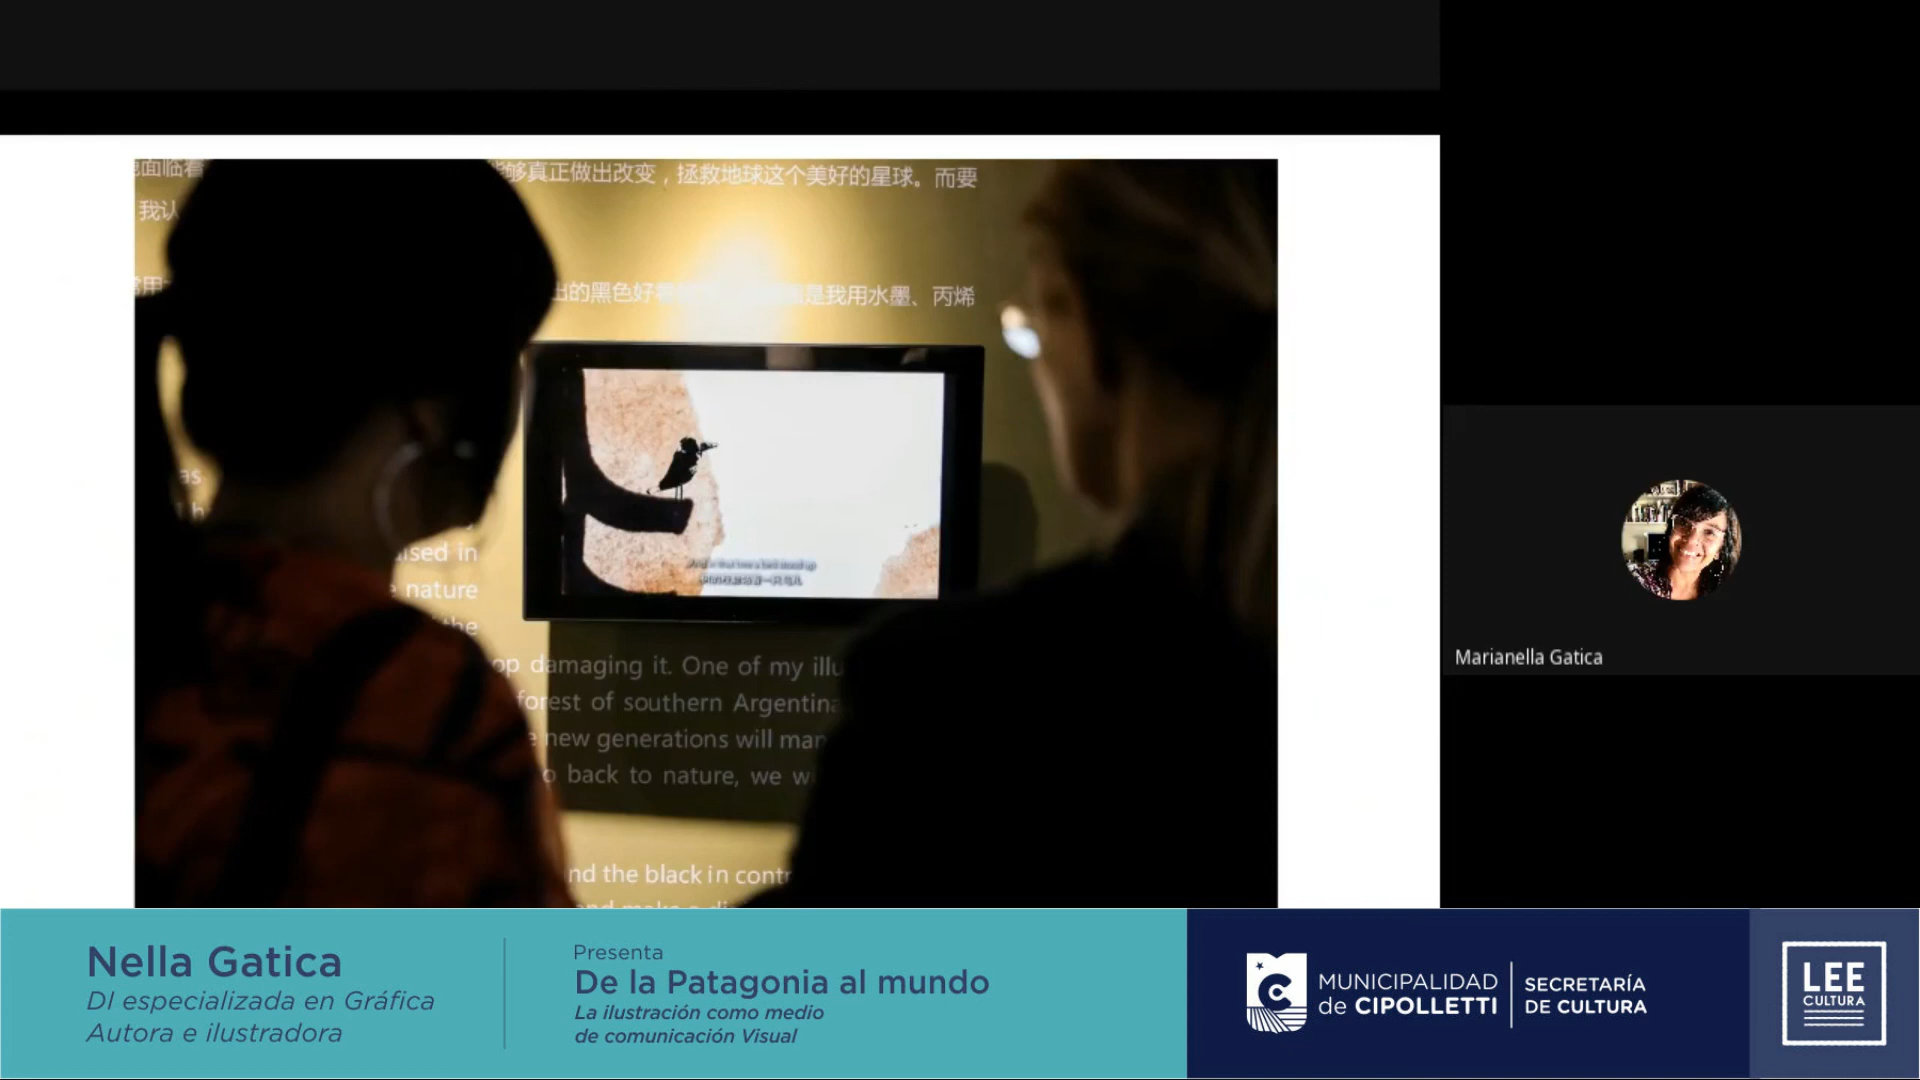 面临着
能够真正做出改变，拯救地球这个美好的星球。而要
我认
出的黑色好
是我用水墨、丙烯
as
ised in
nature
the
op damaging it. One of my illu
forest of southern Argentina
new generations will man
o back to nature, we wi
nd the black in contr
and make a di
Marianella Gatica
Nella Gatica
DI especializada en Gráfica
Autora e ilustradora
Presenta
De la Patagonia al mundo
La ilustración como medio
de comunicación Visual
MUNICIPALIDAD
de CIPOLLETTI
SECRETARÍA
DE CULTURA
LEE
CULTURA